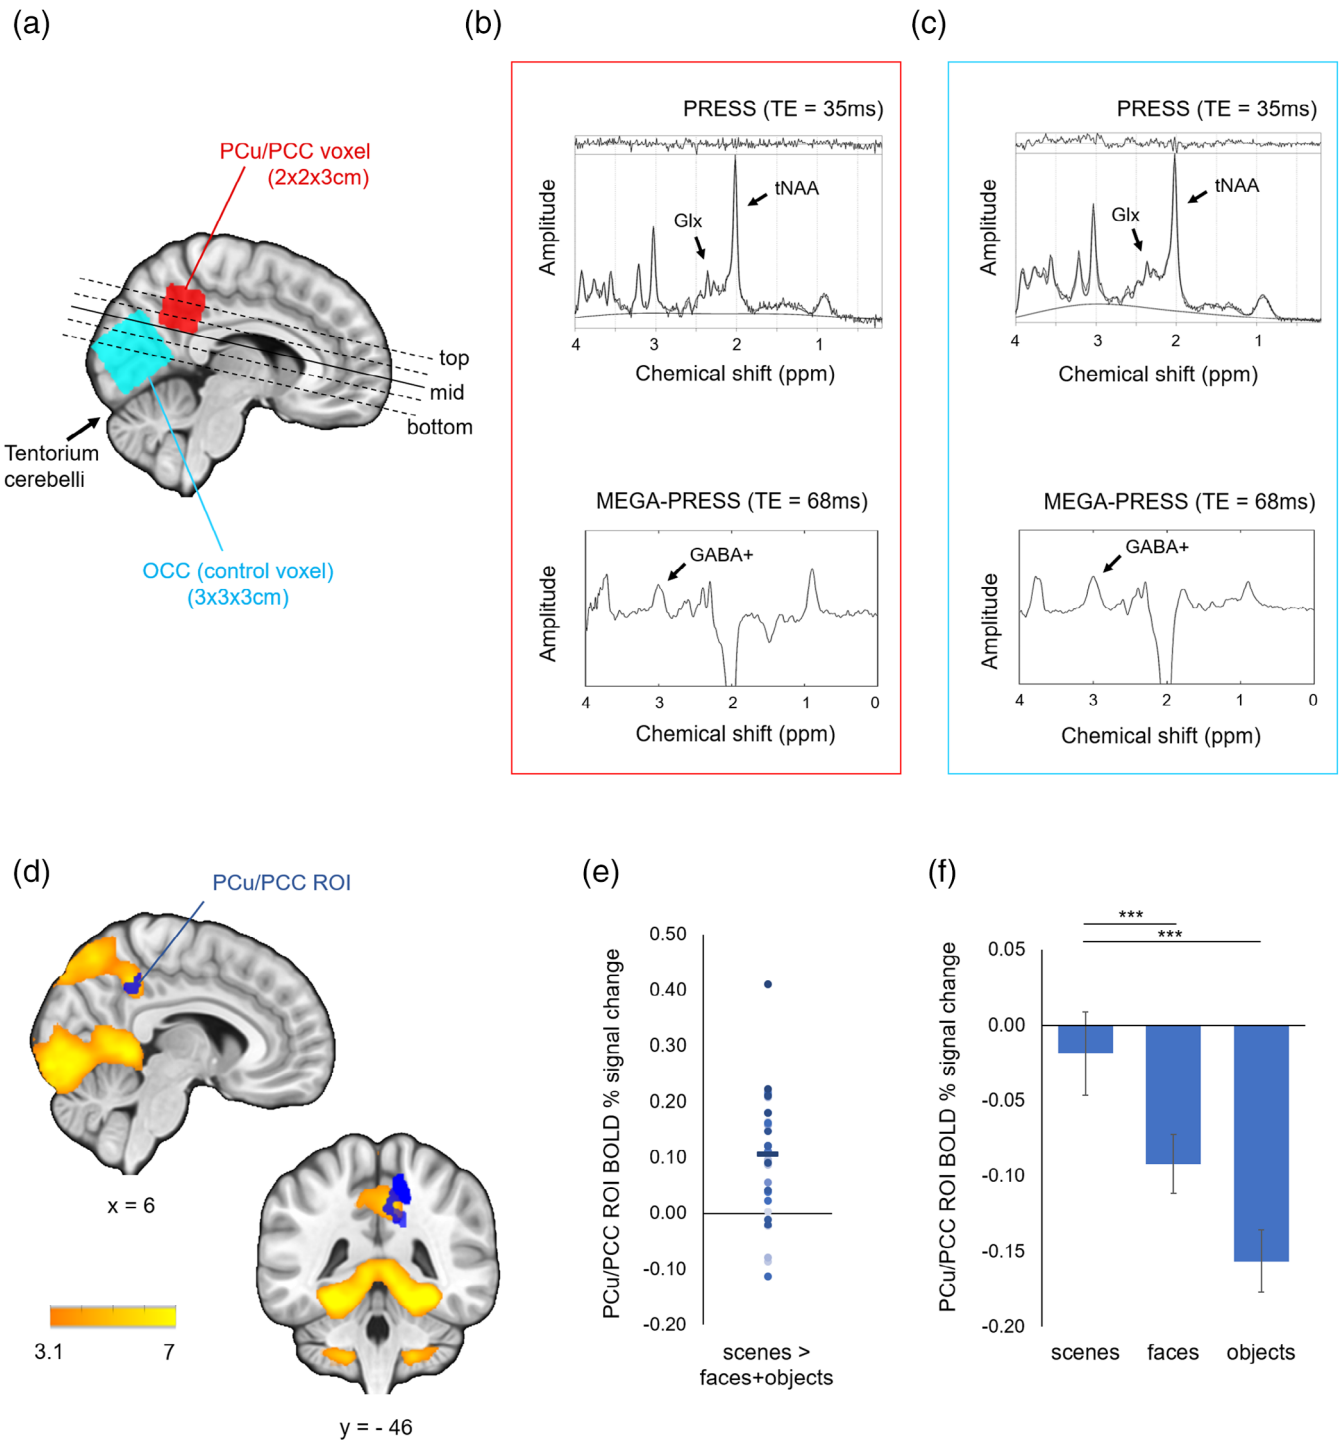 (a)
(b)
(c)
PCu/PCC voxel
(2x2x3cm)
top
mid
bottom
Tentorium
cerebelli
OCC (control voxel)
(3x3x3cm)
PRESS (TE = 35ms)
tNAA
Glx
Amplitude
4
3
2
1
Chemical shift (ppm)
MEGA-PRESS (TE = 68ms)
GABA+
Amplitude
4
3
2
1
0
Chemical shift (ppm)
PRESS (TE = 35ms)
tNAA
Glx
Amplitude
4
3
2
1
Chemical shift (ppm)
MEGA-PRESS (TE = 68ms)
GABA+
Amplitude
4
3
2
1
0
Chemical shift (ppm)
(d)
PCu/PCC ROI
x = 6
y = - 46
3.1
7
(e)
PCu/PCC ROI BOLD % signal change
0.50
0.40
0.30
0.20
0.10
0.00
-0.10
-0.20
scenes >
faces+objects
(f)
PCu/PCC ROI BOLD % signal change
***
***
0.05
0.00
-0.05
-0.10
-0.15
-0.20
scenes
faces
objects